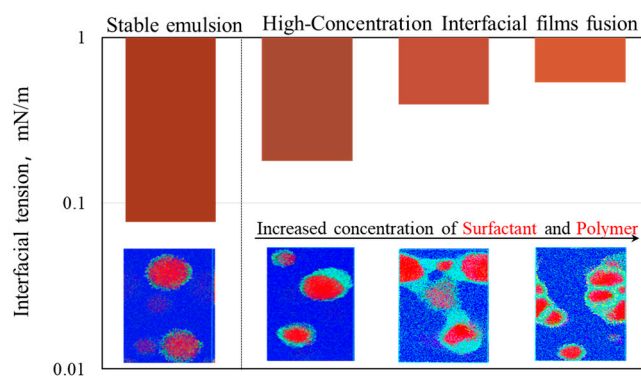 Stable emulsion
High-Concentration Interfacial films fusion
Interfacial tension, mN/m
1
0.1
0.01
Increased concentration of Surfactant and Polymer